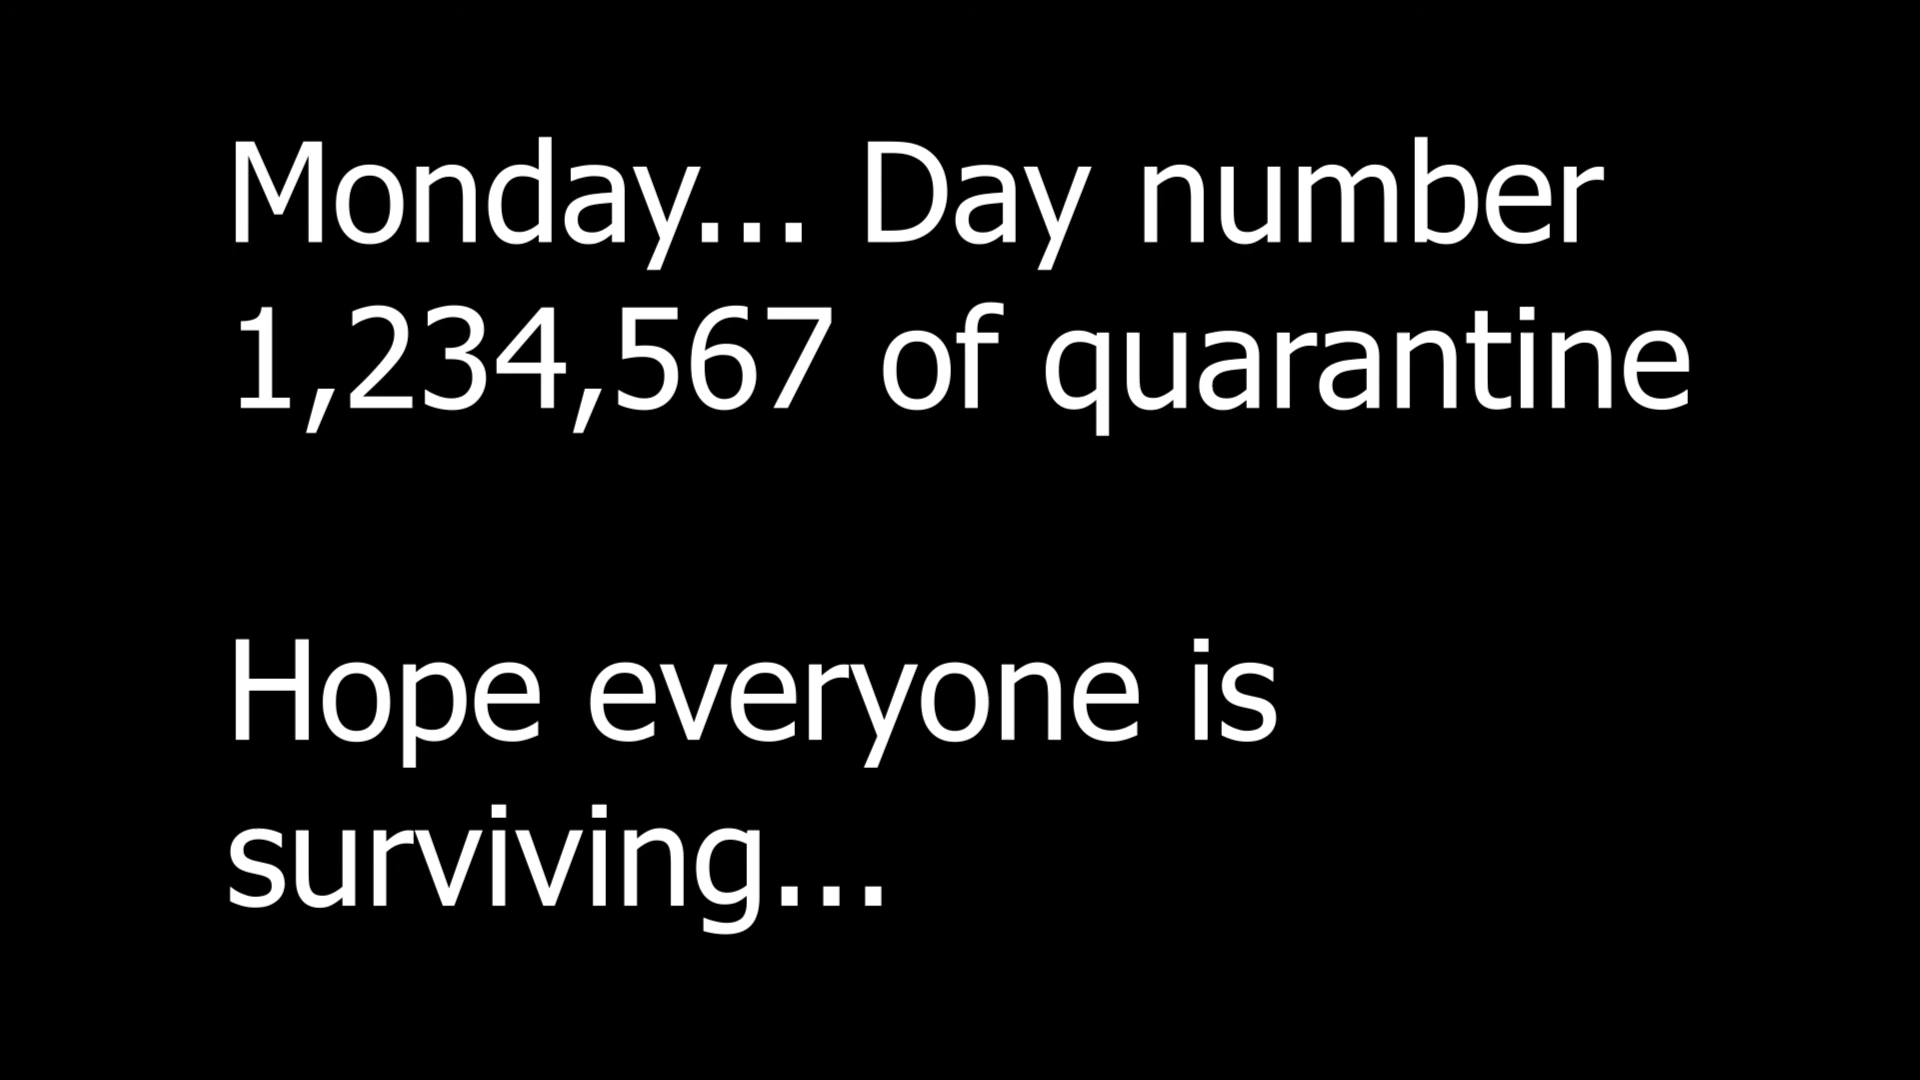 Monday... Day number
1,234,567 of quarantine
Hope everyone is
surviving...